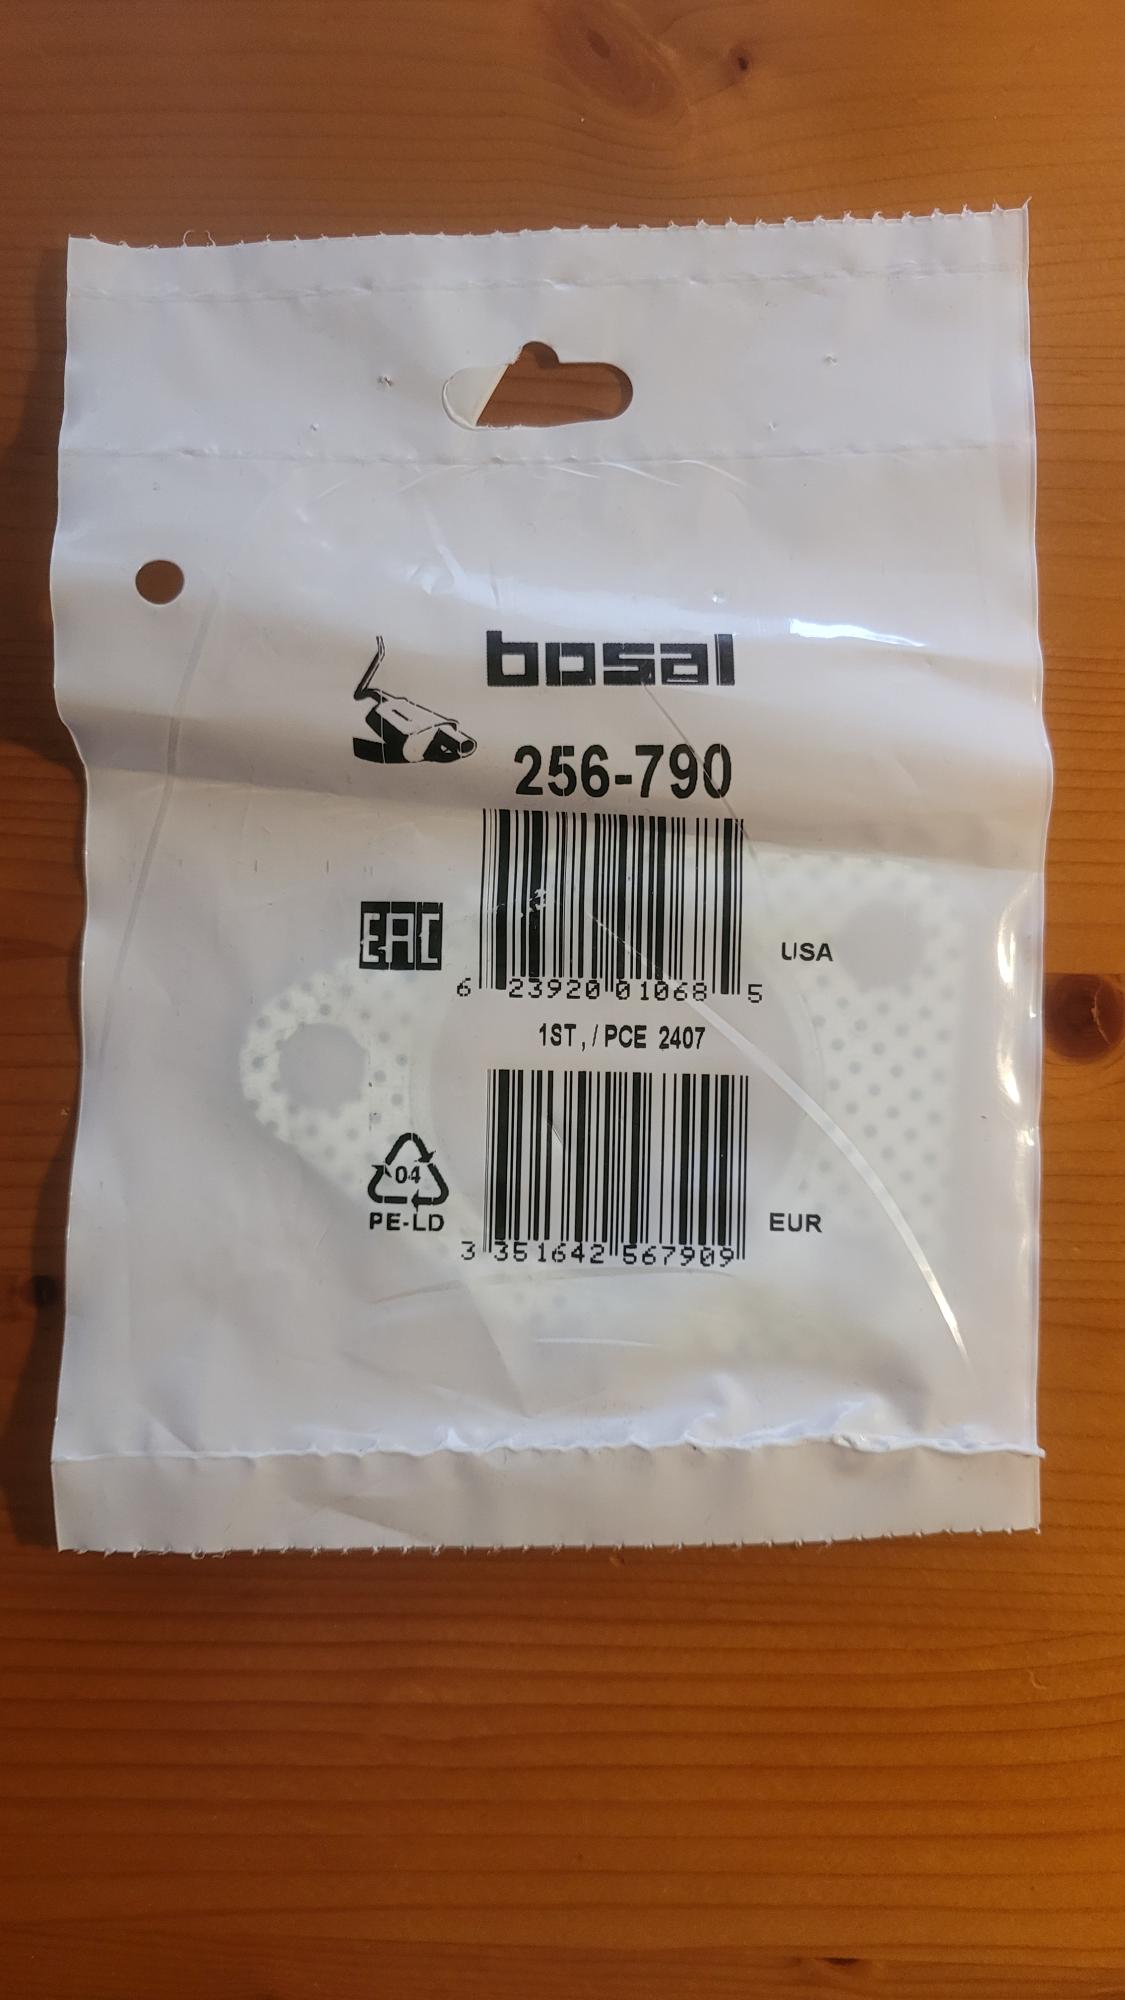 bosal
256-790
EAC
USA
6 23920 01068 5
1ST,/PCE 2407
04
PE-LD
EUR
3 351642 567909